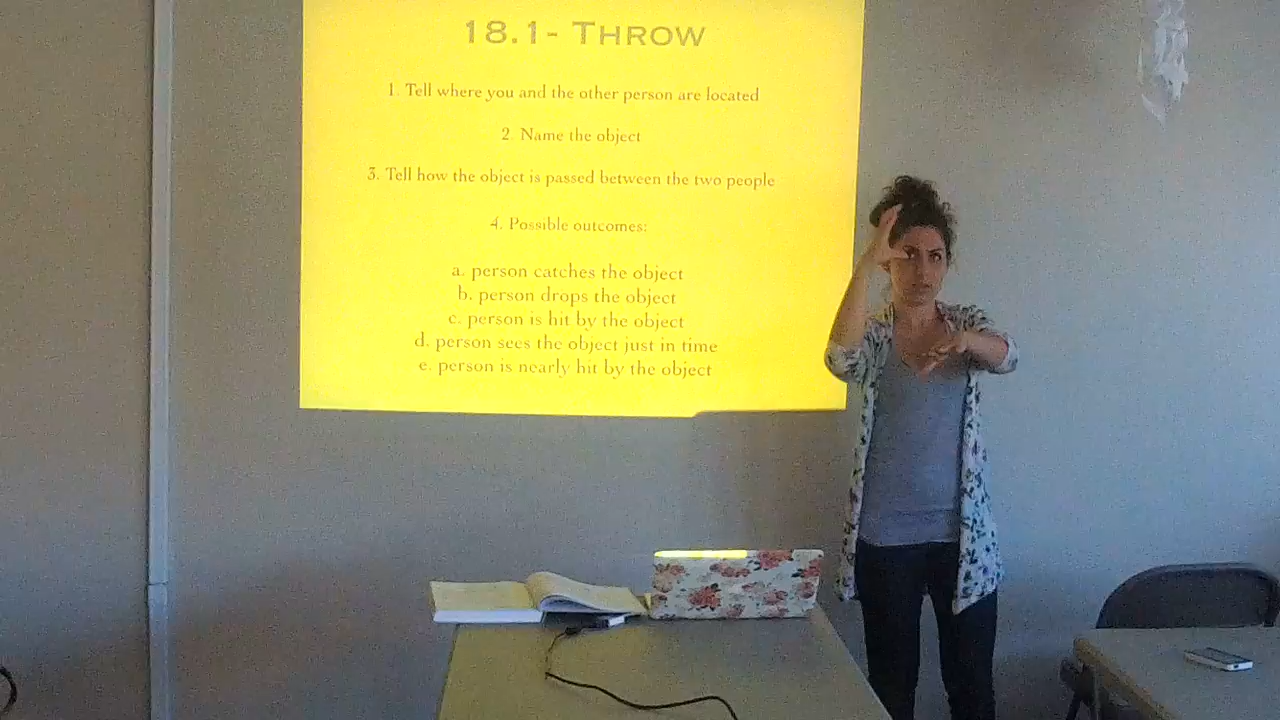 18.1- Throw
1. Tell where you and the other person are located
2. Name the object
3. Tell how the object is passed between the two people
4. Possible outcomes:
a. person catches the object
b. person drops the object
c. person is hit by the object
d. person sees the object just in time
e. person is nearly hit by the object